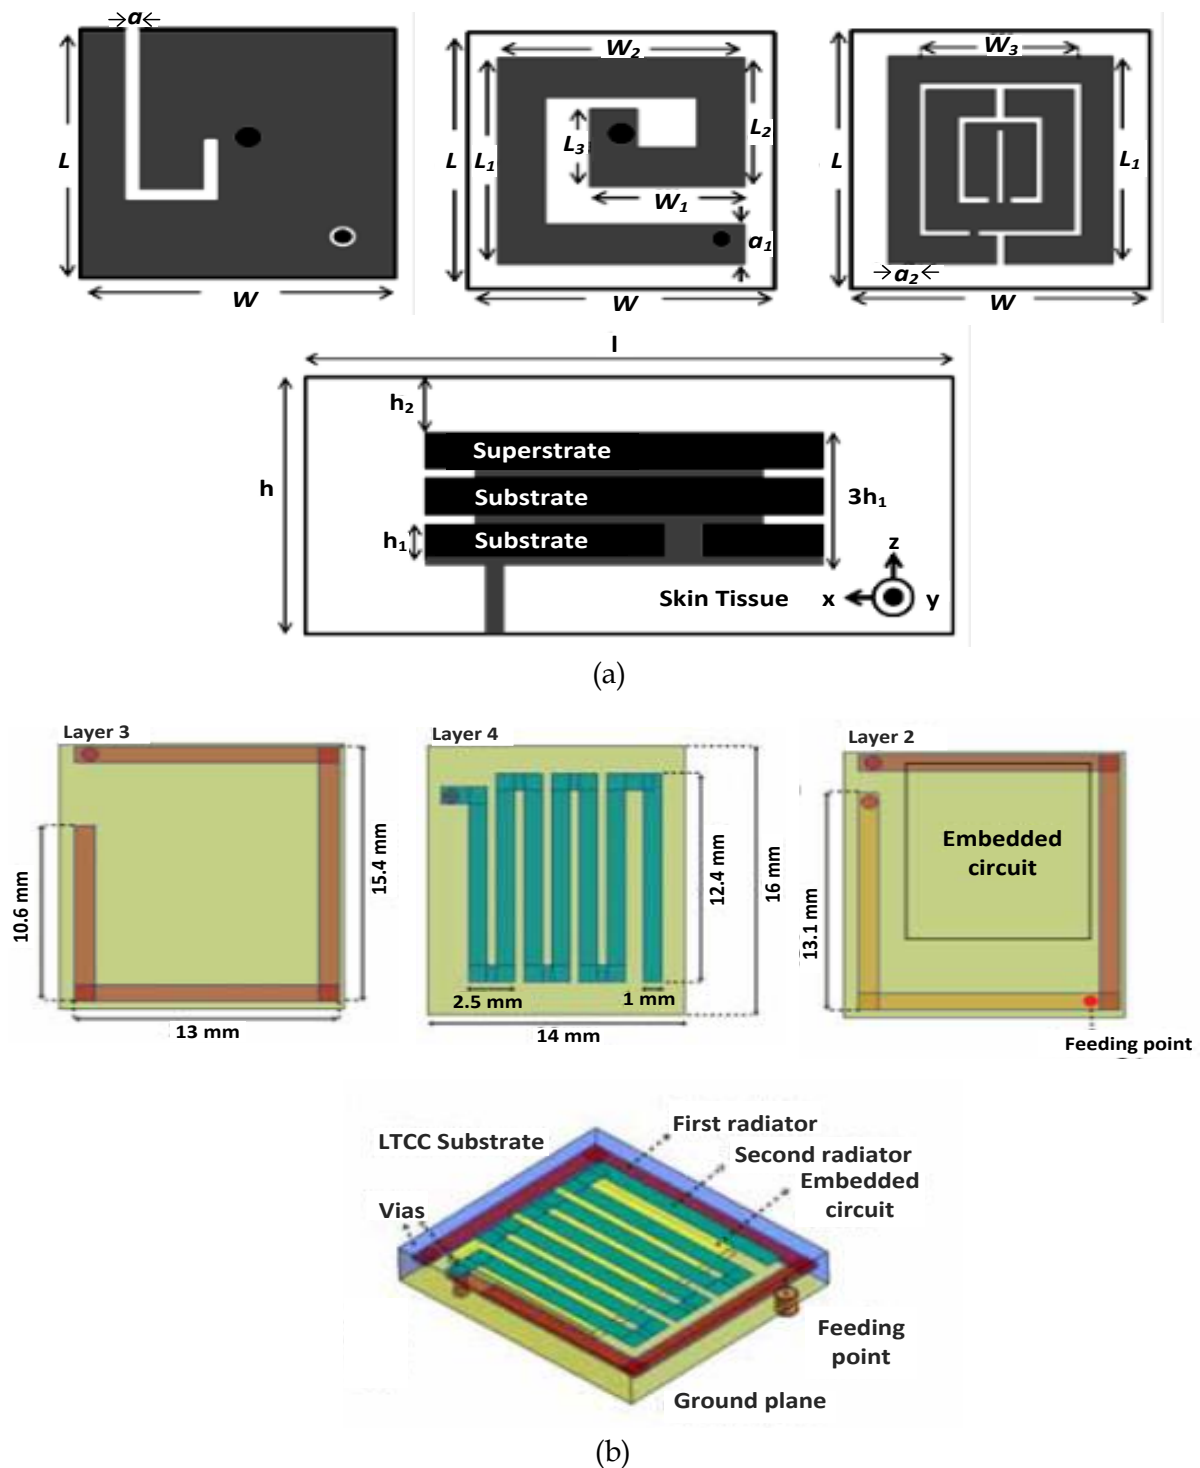 a
L
W
W2
L
L1
L3
L2
W1
a1
W
W3
L
L1
a2
W
l
h2
h
Superstrate
Substrate
3h1
h1
Substrate
z
Skin Tissue
x
y
(a)
Layer 3
10.6 mm
15.4 mm
13 mm
Layer 4
12.4 mm
16 mm
2.5 mm
1 mm
14 mm
Layer 2
Embedded
circuit
13.1 mm
Feeding point
First radiator
LTCC Substrate
Second radiator
Embedded
circuit
Vias
Feeding
point
Ground plane
(b)